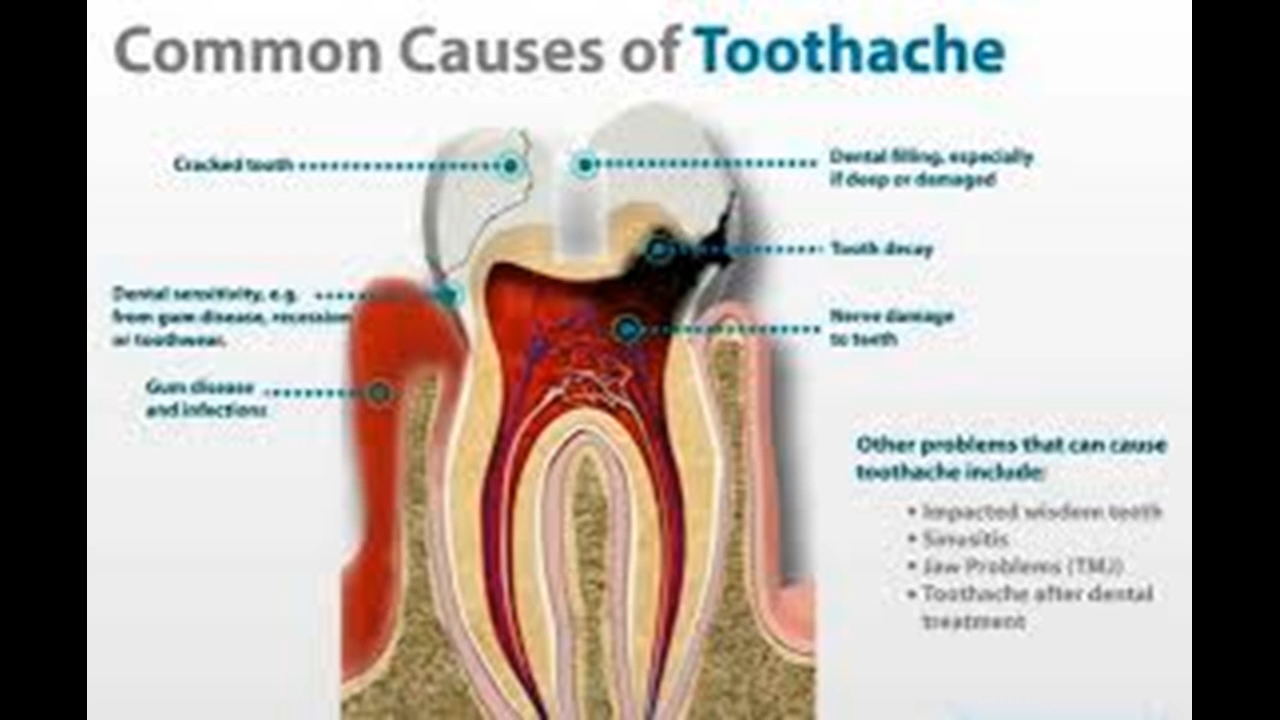 Common Causes of Toothache
Cracked tooth
Dental sensitivity, e.g.
from gum disease, recession
or toothwear.
Gum disease
and infections
Dental filling, especially
if deep or damaged
Tooth decay
Nerve damage
to teeth
Other problems that can cause
toothache include:
• Impacted wisdom teeth
• Sinusitis
• Jaw Problems (TMJ)
• Toothache after dental
treatment